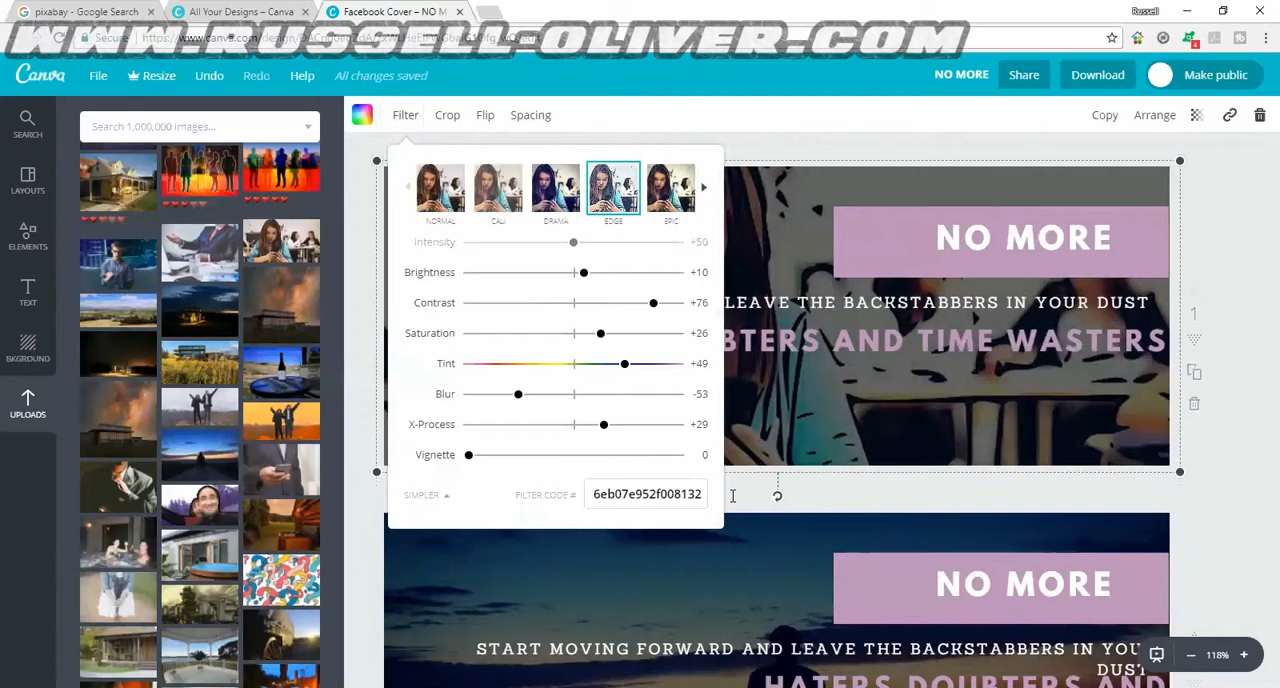 pixabay - Google Search
All Your Designs – Canva
Facebook Cover – NO M
Russell
Secure
WWW.RUSSELL-OLIVER.COM
Canva
File
Resize
Undo
Redo
Help
All changes saved
NO MORE
Share
Download
Make public
SEARCH
LAYOUTS
ELEMENTS
TEXT
BKGROUND
UPLOADS
Search 1,000,000 images...
Filter
Crop
Flip
Spacing
Copy
Arrange
NORMAL
CALI
DRAMA
EDGE
EPIC
Intensity +50
Brightness +10
Contrast +76
Saturation +26
Tint +49
Blur -53
X-Process +29
Vignette 0
SIMPLER
FILTER CODE #
6eb07e952f008132
NO MORE
LEAVE THE BACKSTABBERS IN YOUR DUST
BTERS AND TIME WASTERS
1
NO MORE
START MOVING FORWARD AND LEAVE THE BACKSTABBERS IN YOU
DUST
HATERS DOUBTERS AND
118%